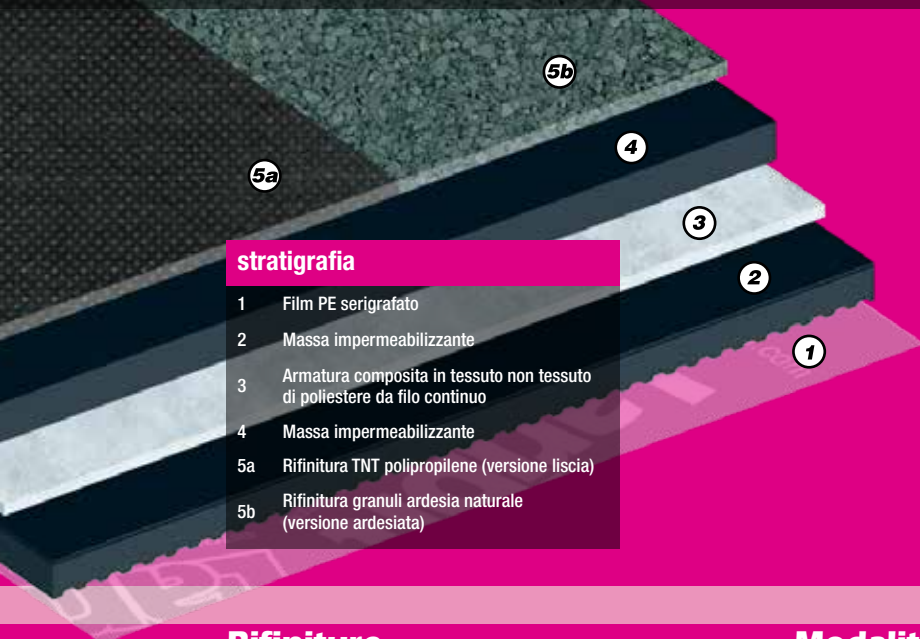 5b
4
5a
3
stratigrafia
2
1 Film PE serigrafato
2 Massa impermeabilizzante
1
3 Armatura composita in tessuto non tessuto
di poliestere da filo continuo
4 Massa impermeabilizzante
5a Rifinitura TNT polipropilene (versione liscia)
5b Rifinitura granuli ardesia naturale
(versione ardesiata)